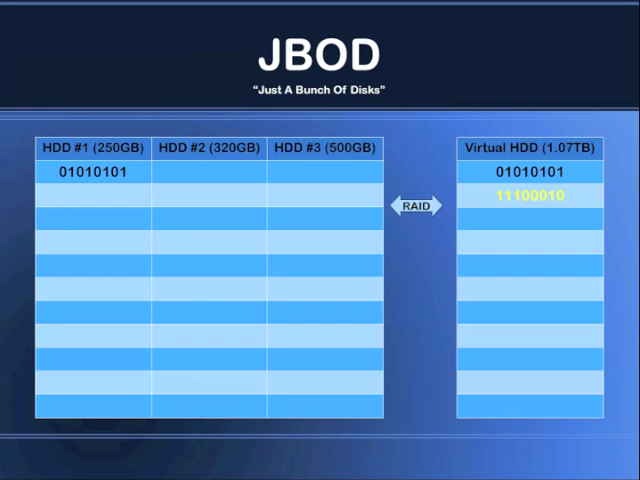 JBOD
“Just A Bunch Of Disks”
HDD #1 (250GB) HDD #2 (320GB) HDD #3 (500GB) Virtual HDD (1.07TB)
01010101 01010101
11100010
RAID